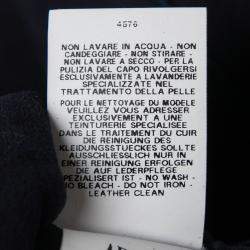 4576
NON LAVARE IN ACQUA - NON
CANDEGGIARE - NON STIRARE -
NON LAVARE A SECCO - PER LA
PULIZIA DEL CAPO RIVOLGERSI
ESCLUSIVAMENTE A LAVANDERIE
SPECIALIZZATE NEL
TRATTAMENTO DELLA PELLE
POUR LE NETTOYAGE DU MODELE
VEUILLEZ VOUS ADRESSER
EXCLUSIVEMENT A UNE
TEINTURERIE SPECIALISEE
DANS LE TRAITEMENT DU CUIR
DIE REINIGUNG DES
KLEIDUNGSSTUECKES SOLLTE
AUSSCHLIESSLICH NUR IN
EINER REINIGUNG ERFOLGEN
DIE AUF LEDERPFLEGE
SPEZIALISERT IST - NO WASH -
NO BLEACH - DO NOT IRON -
LEATHER CLEAN